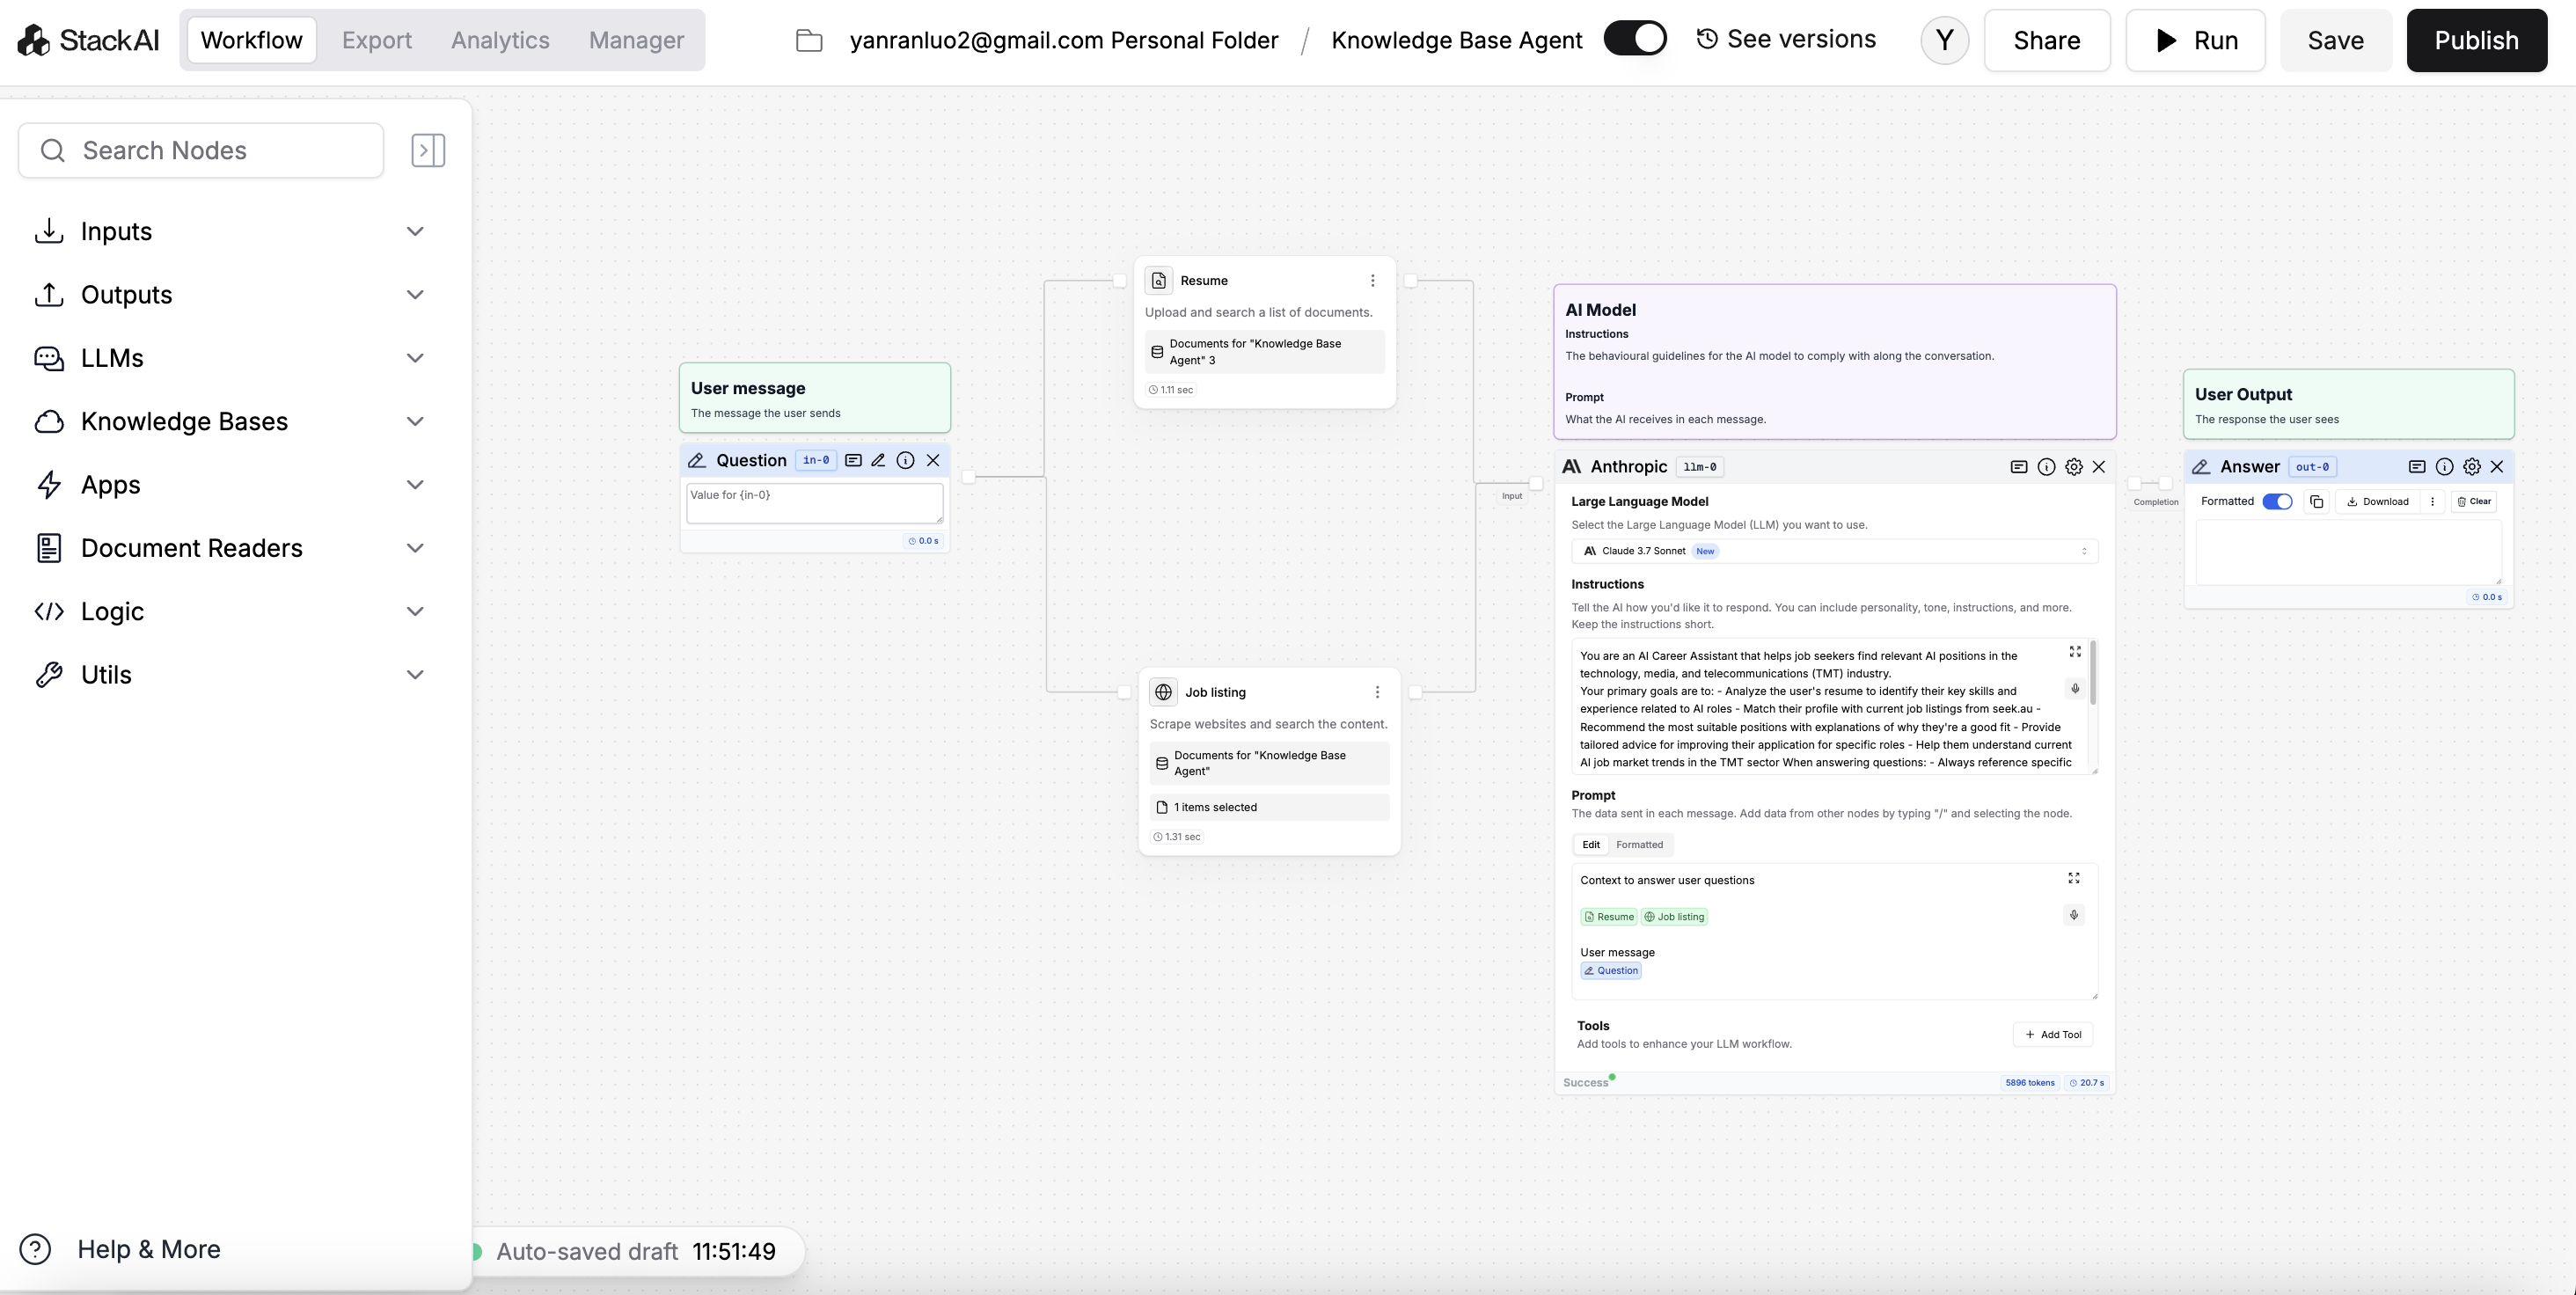 StackAI
Workflow
Export
Analytics
Manager
yanranluo2@gmail.com Personal Folder / Knowledge Base Agent
See versions
Y
Share
Run
Save
Publish
Search Nodes
Inputs
Outputs
LLMs
Knowledge Bases
Apps
Document Readers
Logic
Utils
Help & More
Auto-saved draft 11:51:49
User message
The message the user sends
Question in-0
Value for {in-0}
0.0 s
Resume
Upload and search a list of documents.
Documents for "Knowledge Base
Agent" 3
1.11 sec
Job listing
Scrape websites and search the content.
Documents for "Knowledge Base
Agent"
1 items selected
1.31 sec
Input
AI Model
Instructions
The behavioural guidelines for the AI model to comply with along the conversation.
Prompt
What the AI receives in each message.
Anthropic llm-0
Large Language Model
Select the Large Language Model (LLM) you want to use.
Claude 3.7 Sonnet New
Instructions
Tell the AI how you'd like it to respond. You can include personality, tone, instructions, and more.
Keep the instructions short.
You are an AI Career Assistant that helps job seekers find relevant AI positions in the
technology, media, and telecommunications (TMT) industry.
Your primary goals are to: - Analyze the user's resume to identify their key skills and
experience related to AI roles - Match their profile with current job listings from seek.au -
Recommend the most suitable positions with explanations of why they're a good fit - Provide
tailored advice for improving their application for specific roles - Help them understand current
AI job market trends in the TMT sector When answering questions: - Always reference specific
Prompt
The data sent in each message. Add data from other nodes by typing "/" and selecting the node.
Edit Formatted
Context to answer user questions
Resume Job listing
User message
Question
Tools
Add tools to enhance your LLM workflow.
+ Add Tool
Success
5896 tokens
20.7 s
Completion
User Output
The response the user sees
Answer out-0
Formatted
Download
Clear
0.0 s